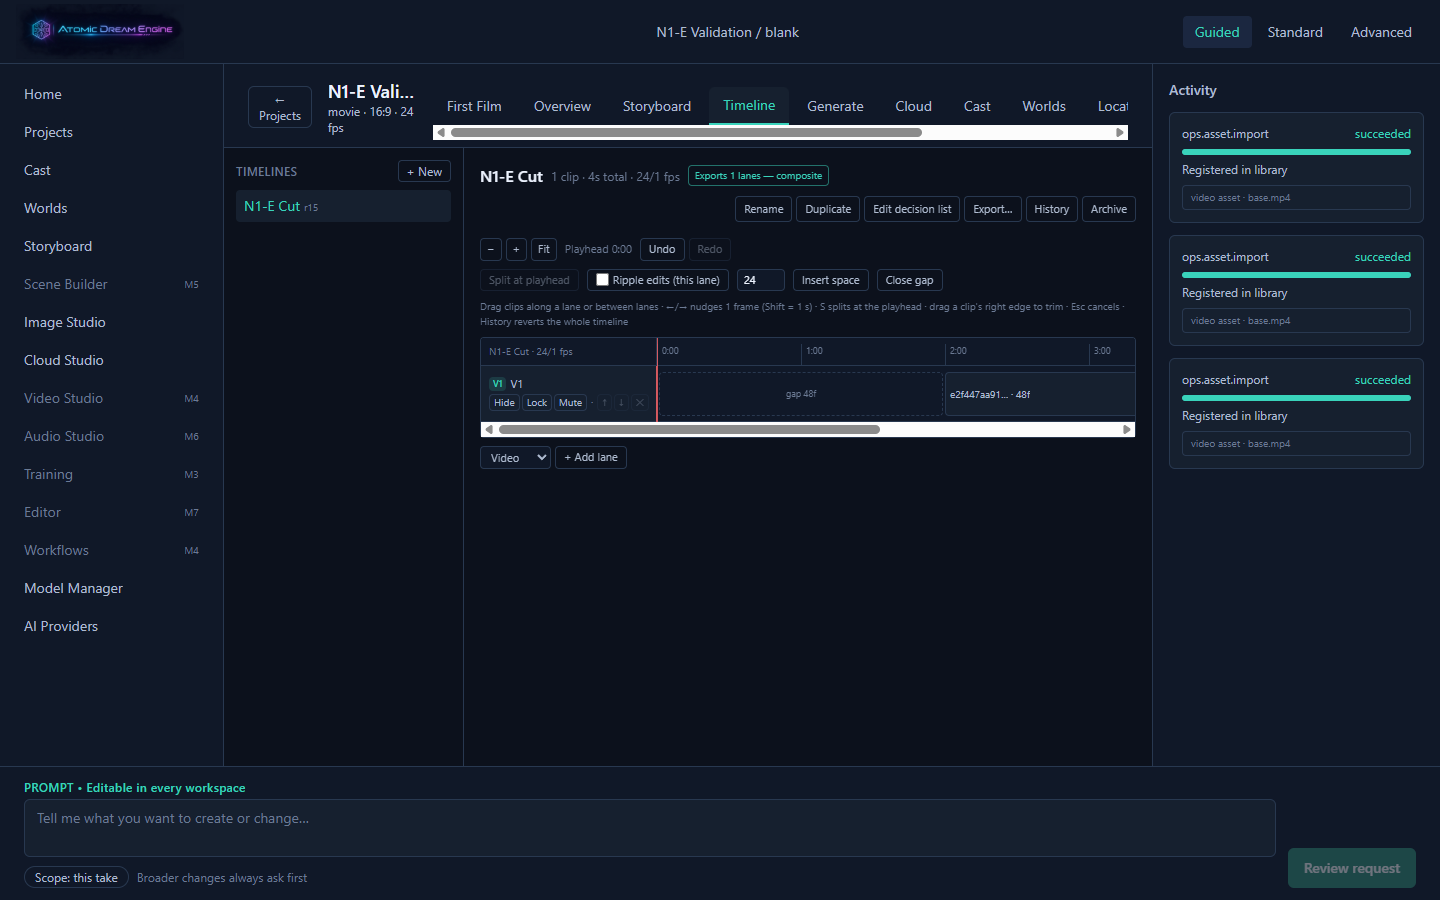 ATOMIC DREAM ENGINE
N1-E Validation / blank
Guided Standard Advanced
Home
Projects
Cast
Worlds
Storyboard
Scene Builder M5
Image Studio
Cloud Studio
Video Studio M4
Audio Studio M6
Training M3
Editor M7
Workflows M4
Model Manager
AI Providers
←
Projects
N1-E Vali...
movie · 16:9 · 24
fps
First Film Overview Storyboard Timeline Generate Cloud Cast Worlds Locat
TIMELINES
+ New
N1-E Cut r15
N1-E Cut 1 clip · 4s total · 24/1 fps Exports 1 lanes — composite
Rename Duplicate Edit decision list Export... History Archive
− + Fit Playhead 0:00 Undo Redo
Split at playhead Ripple edits (this lane) 24 Insert space Close gap
Drag clips along a lane or between lanes · ←/→ nudges 1 frame (Shift = 1 s) · S splits at the playhead · drag a clip's right edge to trim · Esc cancels ·
History reverts the whole timeline
N1-E Cut · 24/1 fps 0:00 1:00 2:00 3:00
V1 V1
Hide Lock Mute · ↑ ↓ ✕
gap 48f
e2f447aa91... · 48f
Video + Add lane
Activity
ops.asset.import succeeded
Registered in library
video asset · base.mp4
ops.asset.import succeeded
Registered in library
video asset · base.mp4
ops.asset.import succeeded
Registered in library
video asset · base.mp4
PROMPT • Editable in every workspace
Tell me what you want to create or change...
Scope: this take Broader changes always ask first
Review request